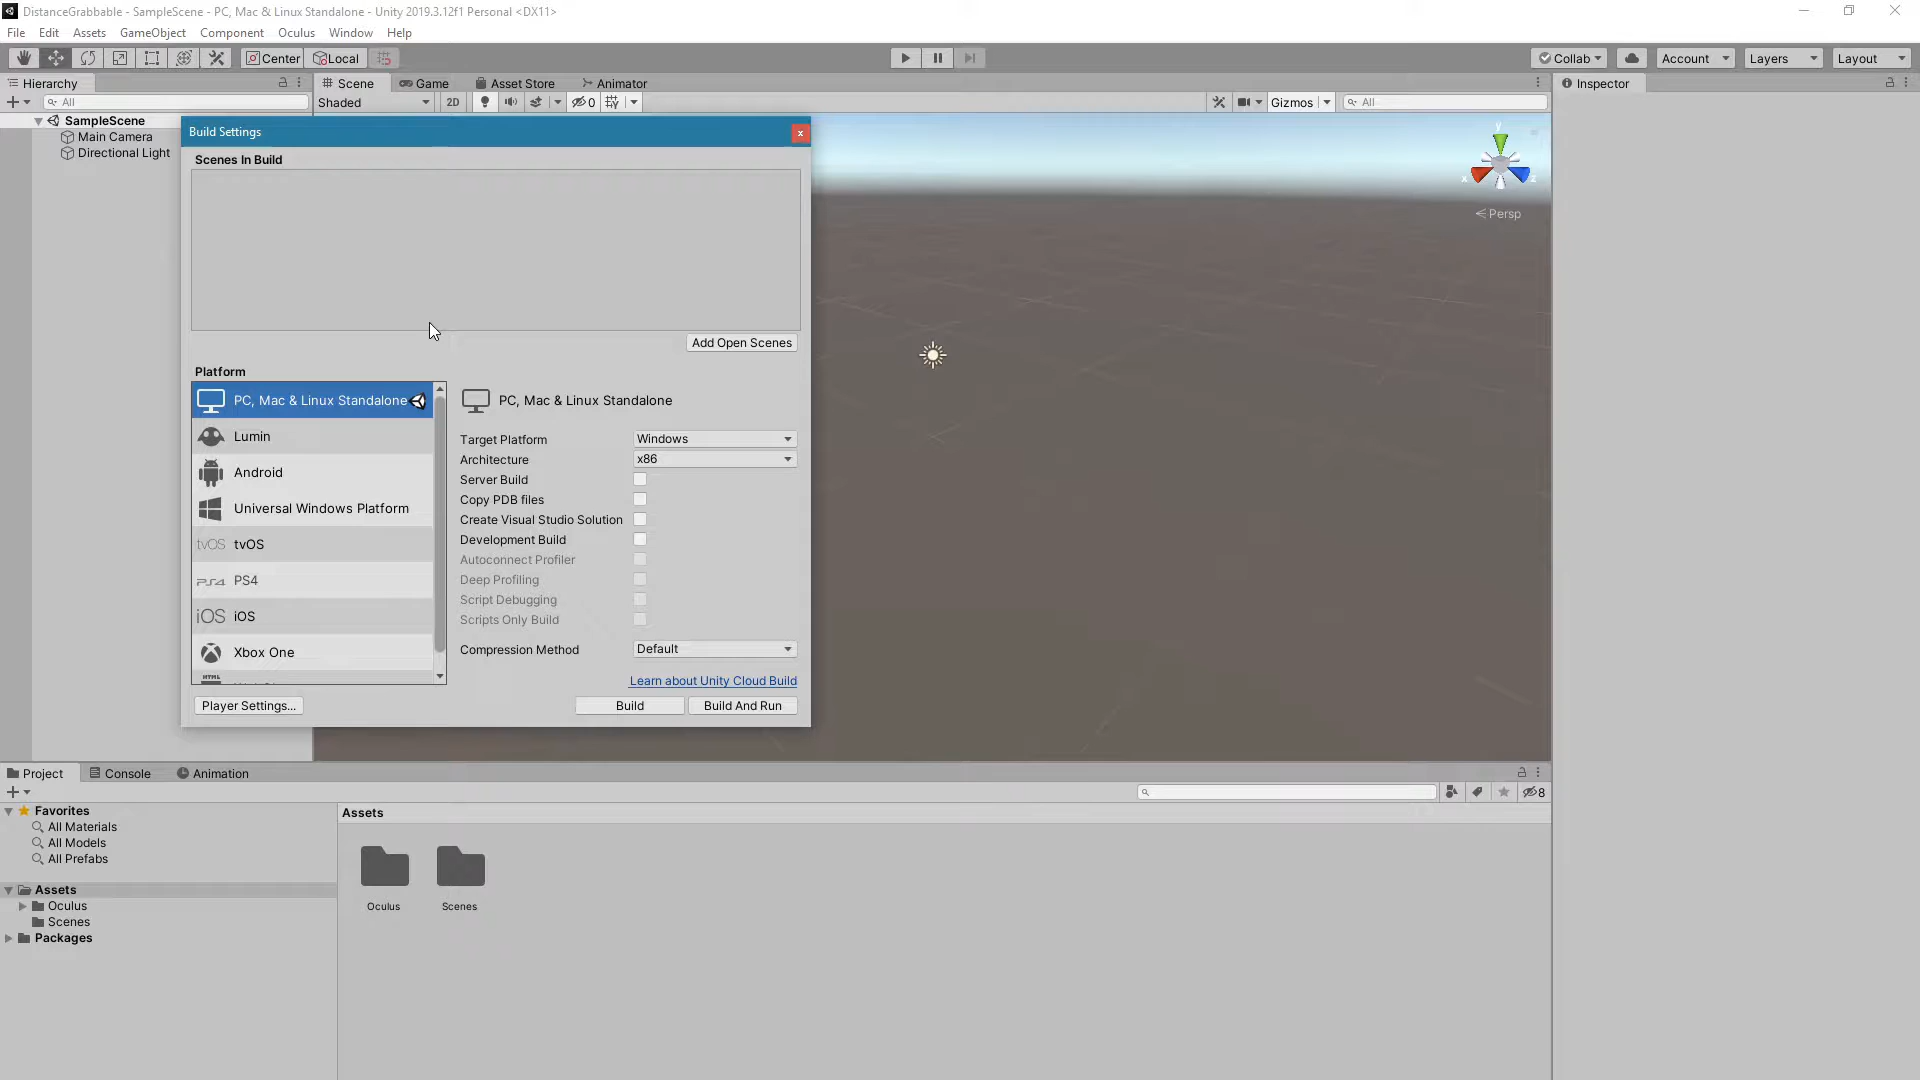 DistanceGrabbable - SampleScene - PC, Mac & Linux Standalone - Unity 2019.3.12f1 Personal <DX11>
File Edit Assets GameObject Component Oculus Window Help
Center Local Collab Account Layers Layout
Hierarchy Scene Game Asset Store Animator Inspector
All Shaded 2D 0 Gizmos All
SampleScene
Main Camera
Directional Light
y
x z
Persp
Build Settings x
Scenes In Build
Add Open Scenes
Platform
PC, Mac & Linux Standalone
Lumin
Android
Universal Windows Platform
tvOS tvOS
PS4 PS4
iOS iOS
Xbox One
HTML
PC, Mac & Linux Standalone
Target Platform Windows
Architecture x86
Server Build
Copy PDB files
Create Visual Studio Solution
Development Build
Autoconnect Profiler
Deep Profiling
Script Debugging
Scripts Only Build
Compression Method Default
Learn about Unity Cloud Build
Player Settings... Build Build And Run
Project Console Animation
8
Favorites
All Materials
All Models
All Prefabs
Assets
Oculus
Scenes
Packages
Assets
Oculus Scenes